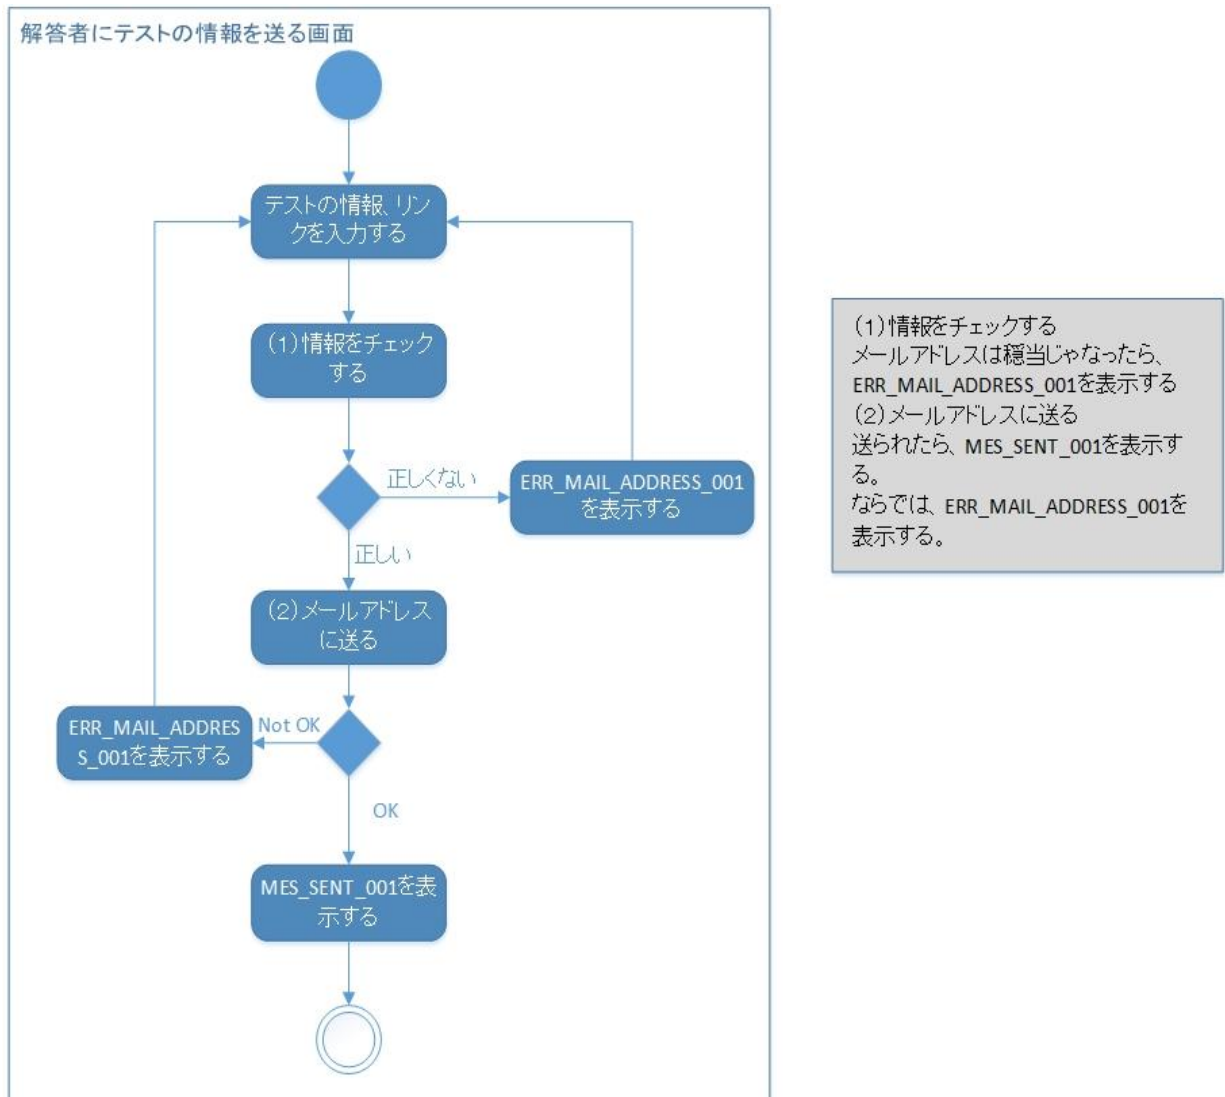 解答者にテストの情報を送る画面
テストの情報、リン
クを入力する
(1)情報をチェック
する
正しくない
ERR_MAIL_ADDRESS_001
を表示する
正しい
(2)メールアドレス
に送る
ERR_MAIL_ADDRES
S_001を表示する
Not OK
OK
MES_SENT_001を表
示する
(1)情報をチェックする
メールアドレスは穏当じゃなったら、
ERR_MAIL_ADDRESS_001を表示する
(2)メールアドレスに送る
送られたら、MES_SENT_001を表示す
る。
ならでは、ERR_MAIL_ADDRESS_001を
表示する。